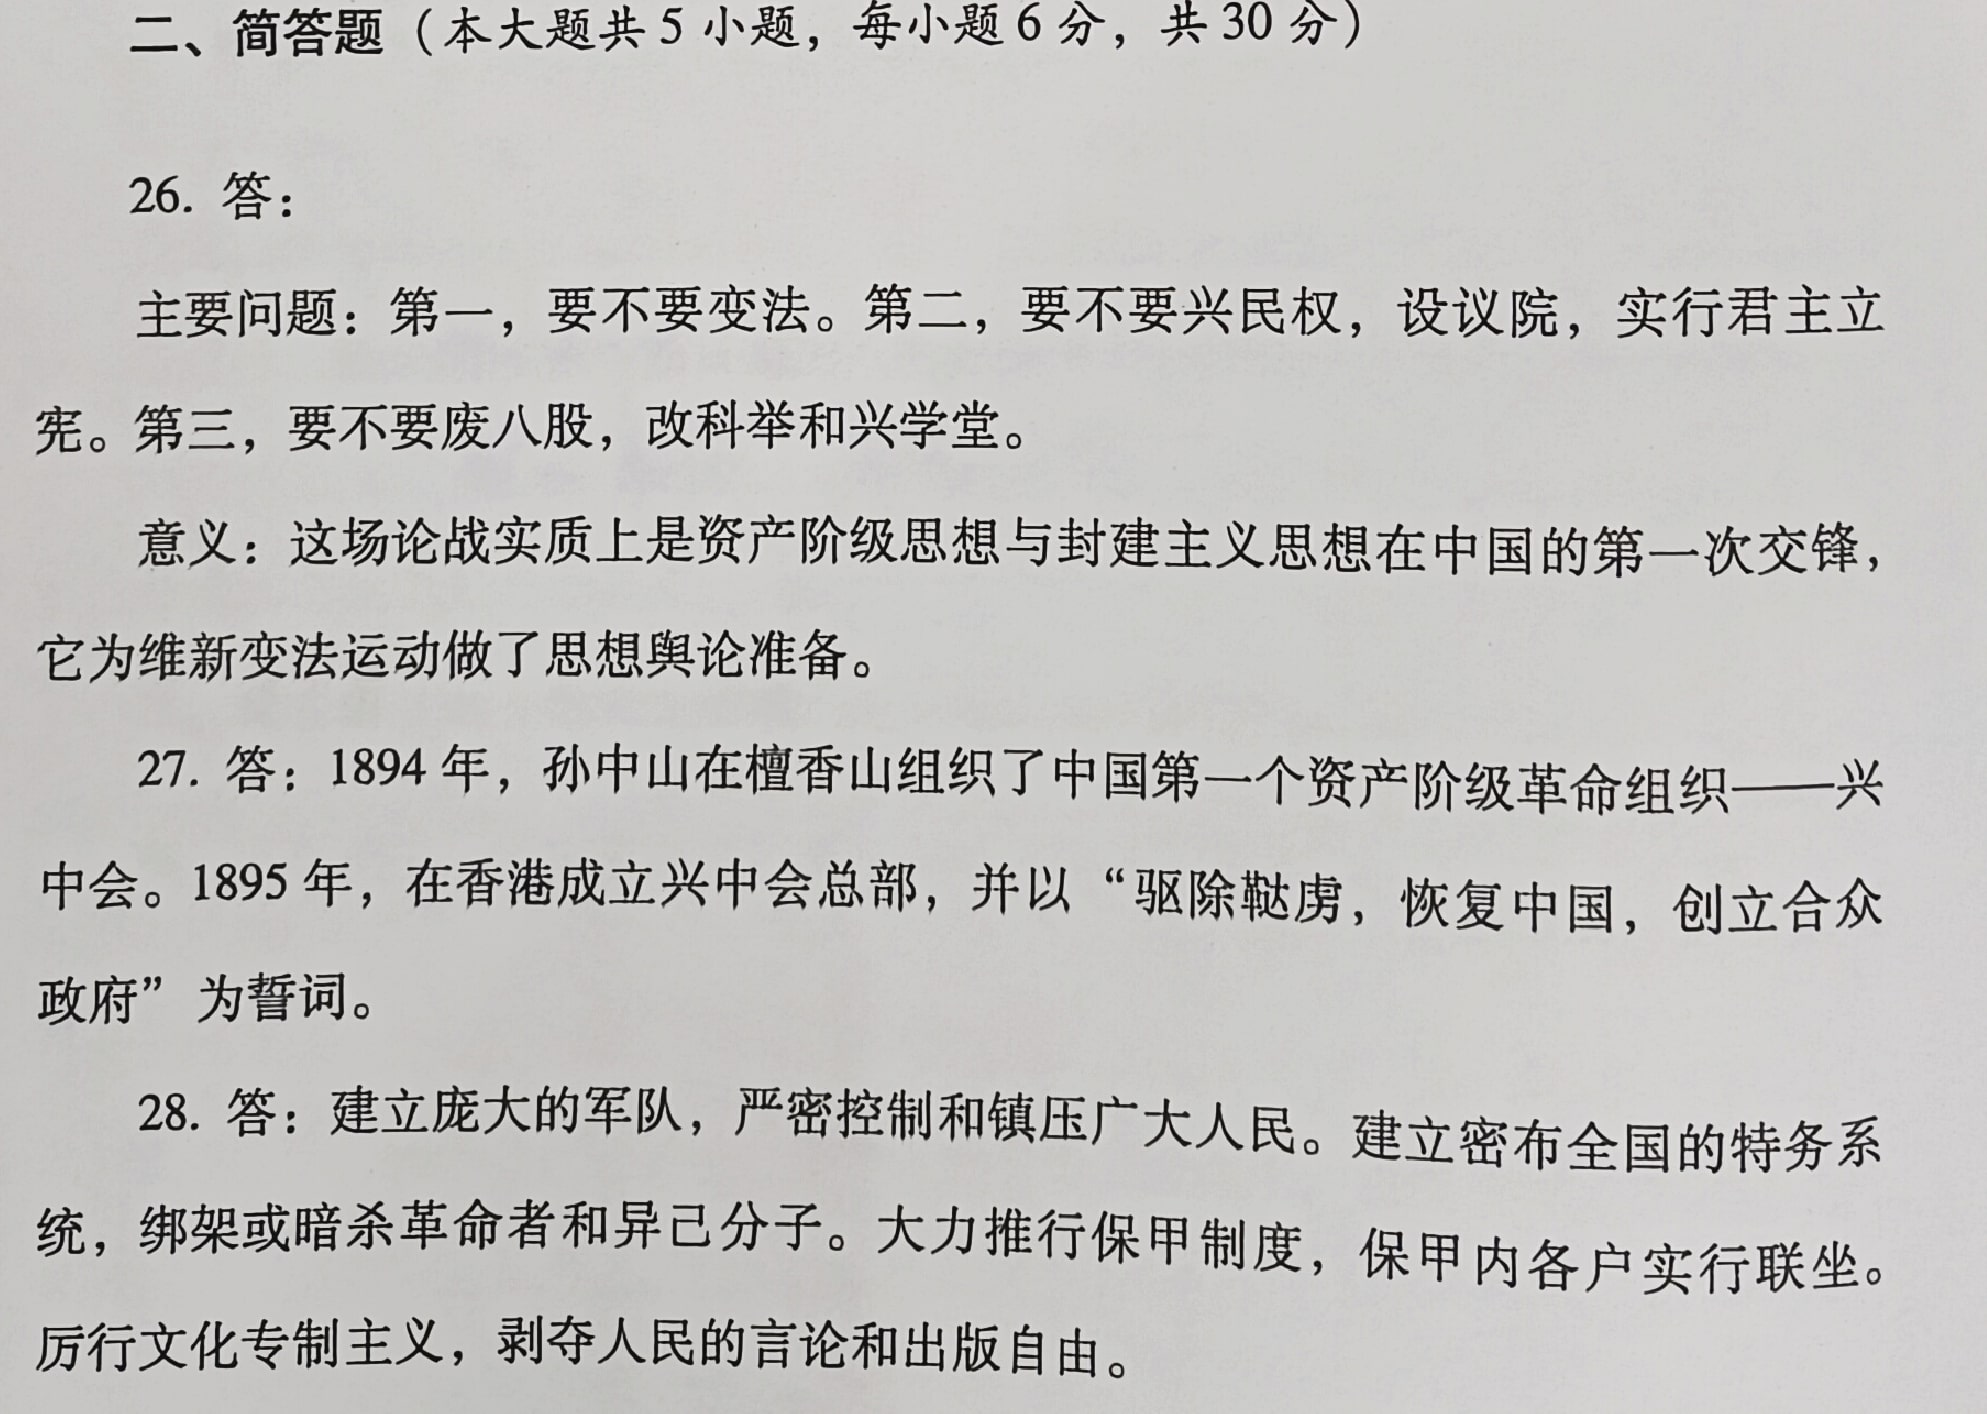 二、简答题（本大题共 5 小题，每小题 6 分，共 30 分）
26. 答：
主要问题：第一，要不要变法。第二，要不要兴民权，设议院，实行君主立
宪。第三，要不要废八股，改科举和兴学堂。
意义：这场论战实质上是资产阶级思想与封建主义思想在中国的第一次交锋，
它为维新变法运动做了思想舆论准备。
27. 答：1894 年，孙中山在檀香山组织了中国第一个资产阶级革命组织——兴
中会。1895 年，在香港成立兴中会总部，并以“驱除鞑虏，恢复中国，创立合众
政府”为誓词。
28. 答：建立庞大的军队，严密控制和镇压广大人民。建立密布全国的特务系
统，绑架或暗杀革命者和异己分子。大力推行保甲制度，保甲内各户实行联坐。
厉行文化专制主义，剥夺人民的言论和出版自由。